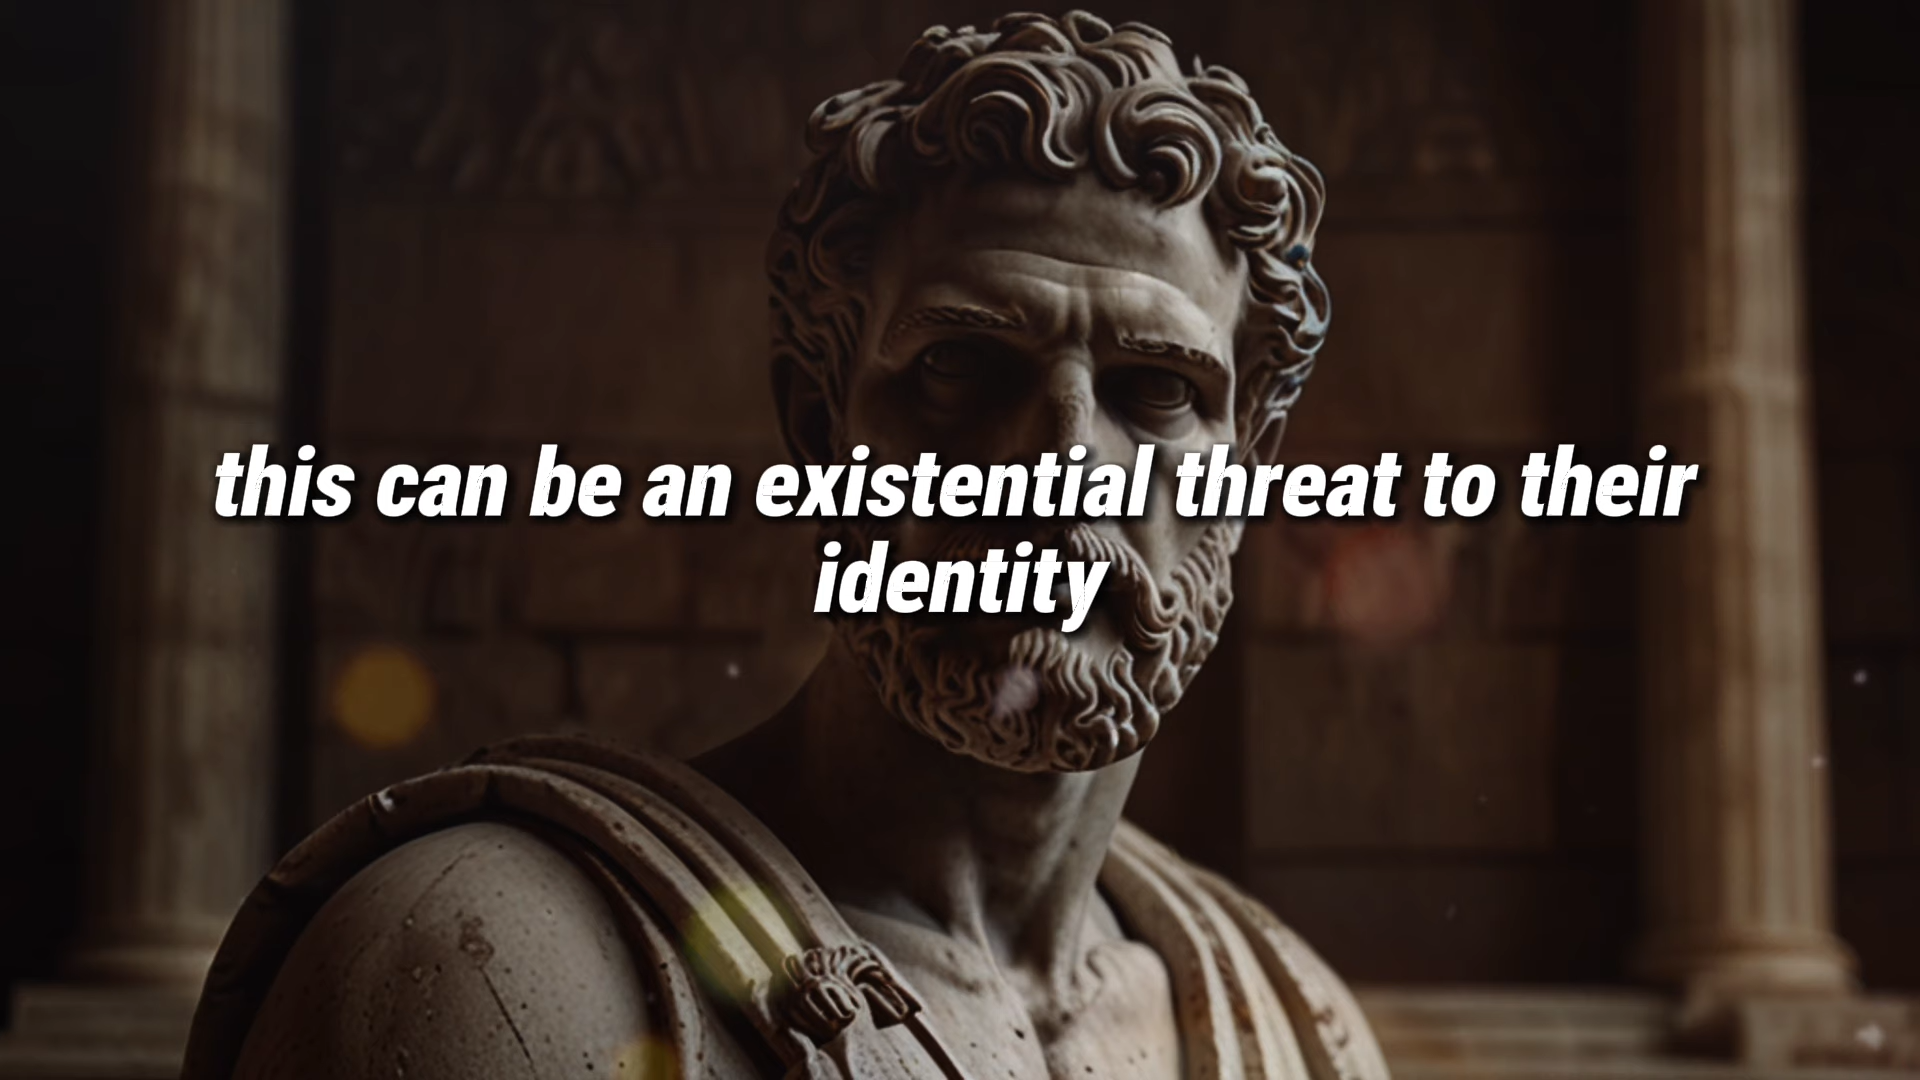 this can be an existential threat to their
identity